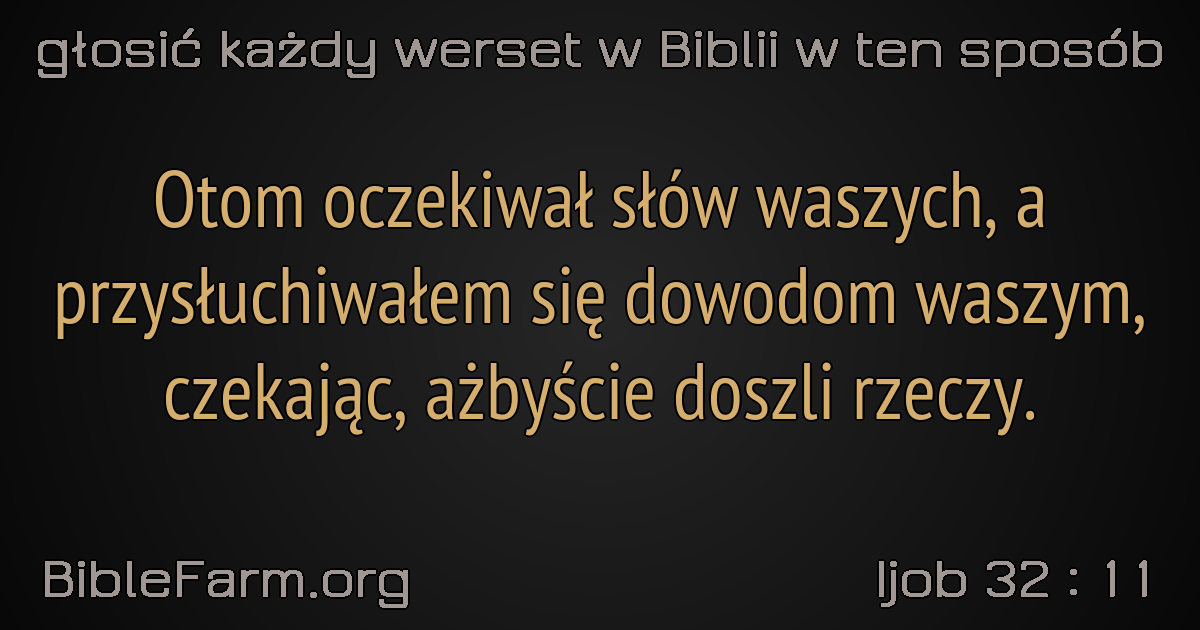 głosić każdy werset w Biblii w ten sposób
Otom oczekiwał słów waszych, a
przysłuchiwałem się dowodom waszym,
czekając, ażbyście doszli rzeczy.
BibleFarm.org
Ijob 32 : 11